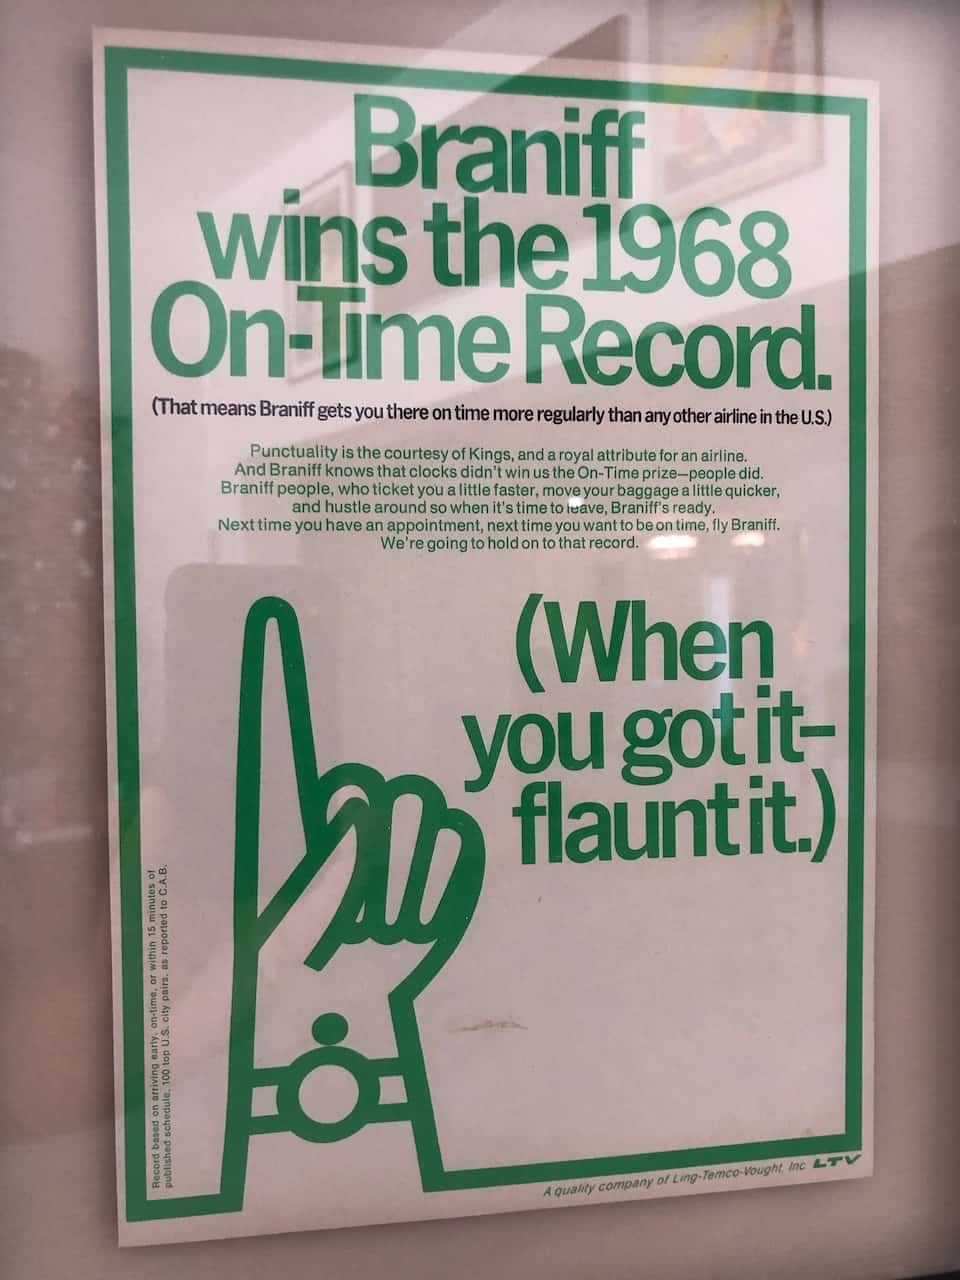 Braniff
wins the 1968
On-Time Record.
(That means Braniff gets you there on time more regularly than any other airline in the U.S.)
Punctuality is the courtesy of Kings, and a royal attribute for an airline.
And Braniff knows that clocks didn't win us the On-Time prize—people did.
Braniff people, who ticket you a little faster, move your baggage a little quicker,
and hustle around so when it's time to leave, Braniff's ready.
Next time you have an appointment, next time you want to be on time, fly Braniff.
We're going to hold on to that record.
(When
you got it–
flaunt it.)
Record based on arriving early, on-time, or within 15 minutes of
published schedule, 100 top U.S. city pairs, as reported to C.A.B.
A quality company of Ling-Temco-Vought, Inc LTV